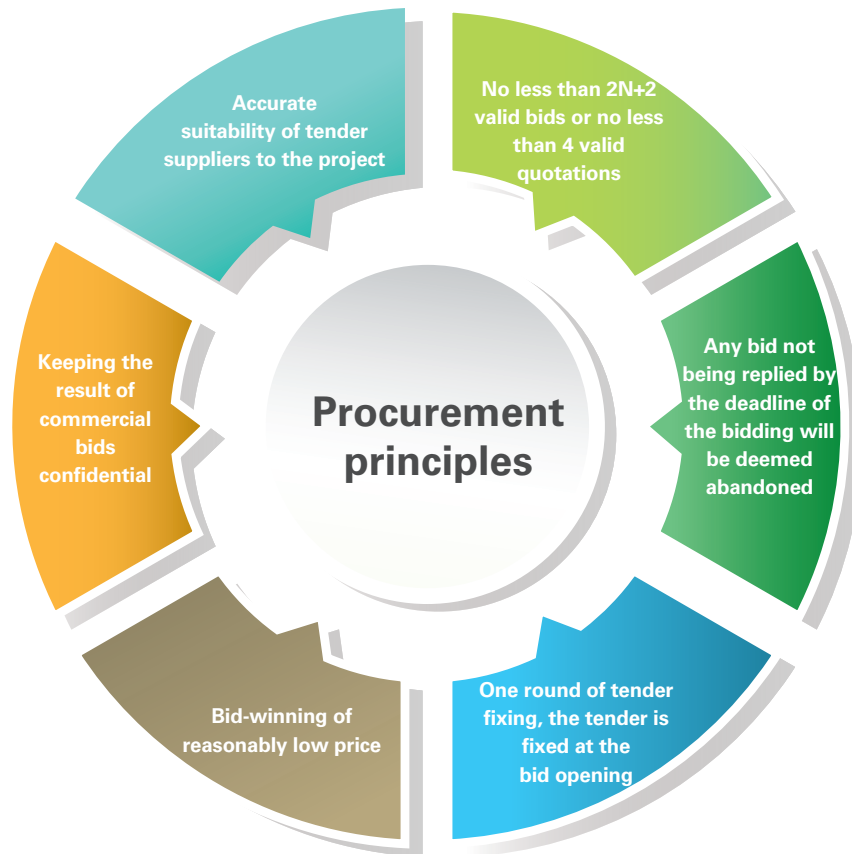 Accurate
suitability of tender
suppliers to the project
No less than 2N+2
valid bids or no less
than 4 valid
quotations
Keeping the
result of
commercial
bids
confidential
Procurement
principles
Any bid not
being replied by
the deadline of
the bidding will
be deemed
abandoned
Bid-winning of
reasonably low price
One round of tender
fixing, the tender is
fixed at the
bid opening